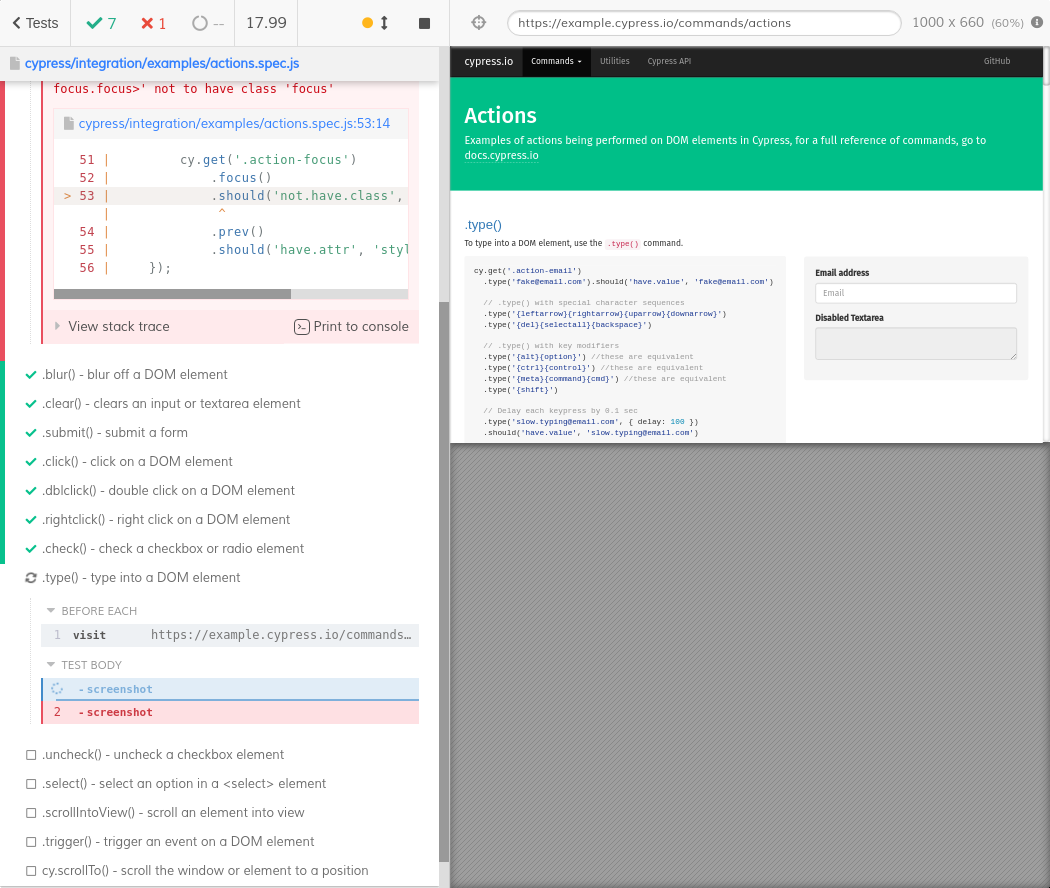 Tests
7
1
--
17.99
https://example.cypress.io/commands/actions
1000 x 660 (60%)
cypress/integration/examples/actions.spec.js
focus.focus>' not to have class 'focus'
cypress/integration/examples/actions.spec.js:53:14
51 | cy.get('.action-focus')
52 | .focus()
> 53 | .should('not.have.class',
| ^
54 | .prev()
55 | .should('have.attr', 'styl
56 | });
View stack trace
Print to console
.blur() - blur off a DOM element
.clear() - clears an input or textarea element
.submit() - submit a form
.click() - click on a DOM element
.dblclick() - double click on a DOM element
.rightclick() - right click on a DOM element
.check() - check a checkbox or radio element
.type() - type into a DOM element
BEFORE EACH
1 visit https://example.cypress.io/commands…
TEST BODY
-screenshot
2 -screenshot
.uncheck() - uncheck a checkbox element
.select() - select an option in a <select> element
.scrollIntoView() - scroll an element into view
.trigger() - trigger an event on a DOM element
cy.scrollTo() - scroll the window or element to a position
cypress.io
Commands
Utilities
Cypress API
GitHub
Actions
Examples of actions being performed on DOM elements in Cypress, for a full reference of commands, go to
docs.cypress.io
.type()
To type into a DOM element, use the .type() command.
cy.get('.action-email')
.type('fake@email.com').should('have.value', 'fake@email.com')
// .type() with special character sequences
.type('{leftarrow}{rightarrow}{uparrow}{downarrow}')
.type('{del}{selectall}{backspace}')
// .type() with key modifiers
.type('{alt}{option}') //these are equivalent
.type('{ctrl}{control}') //these are equivalent
.type('{meta}{command}{cmd}') //these are equivalent
.type('{shift}')
// Delay each keypress by 0.1 sec
.type('slow.typing@email.com', { delay: 100 })
.should('have.value', 'slow.typing@email.com')
Email address
Email
Disabled Textarea